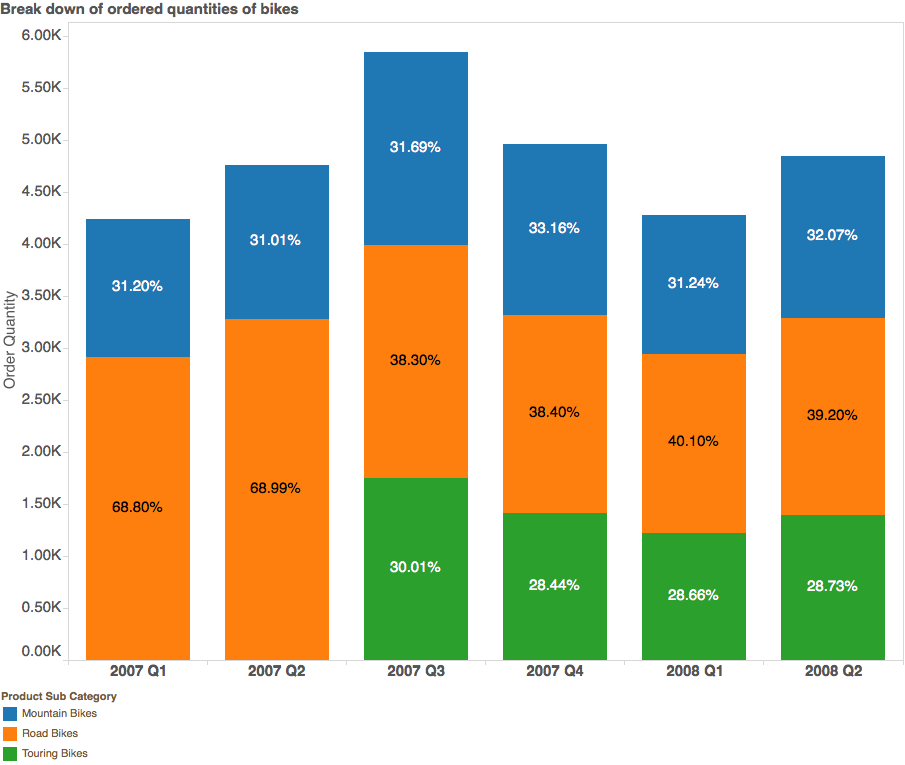 Break down of ordered quantities of bikes
6.00K
5.50K
5.00K
4.50K
4.00K
3.50K
3.00K
2.50K
2.00K
1.50K
1.00K
0.50K
0.00K
Order Quantity
31.20%
68.80%
31.01%
68.99%
31.69%
38.30%
30.01%
33.16%
38.40%
28.44%
31.24%
40.10%
28.66%
32.07%
39.20%
28.73%
2007 Q1 2007 Q2 2007 Q3 2007 Q4 2008 Q1 2008 Q2
Product Sub Category
Mountain Bikes
Road Bikes
Touring Bikes